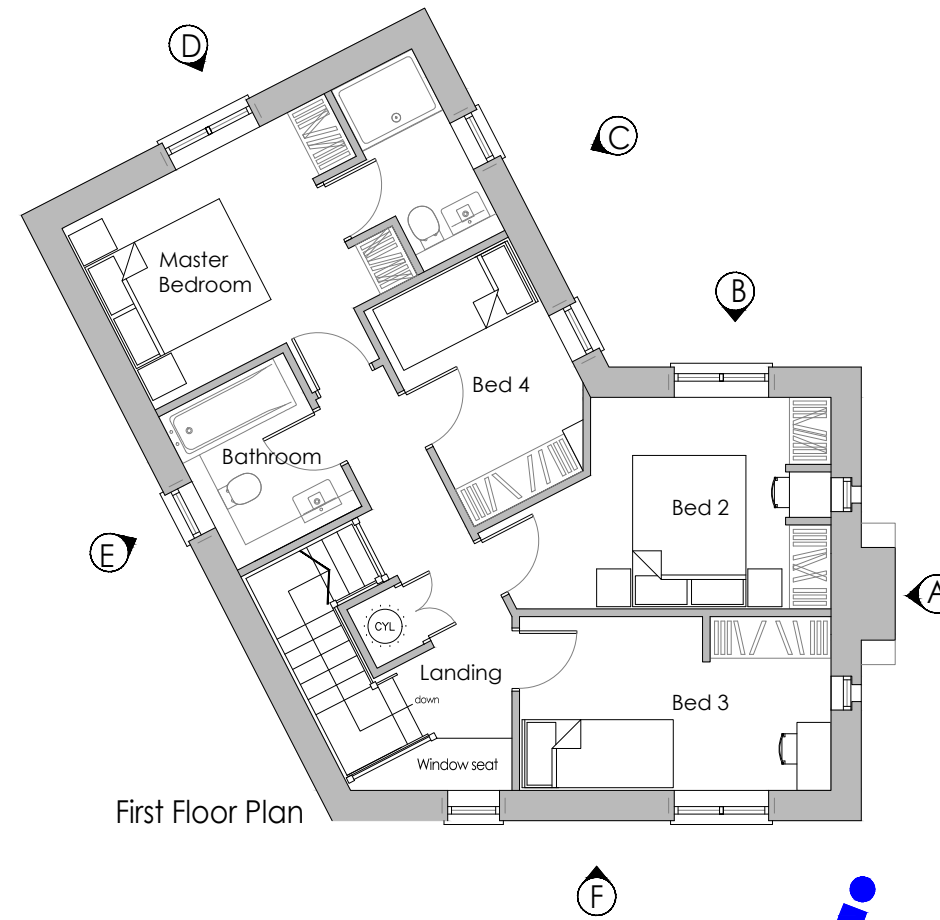 D
C
Master
Bedroom
B
Bed 4
Bathroom
Bed 2
E
A
CYL
Landing
Bed 3
down
Window seat
First Floor Plan
F